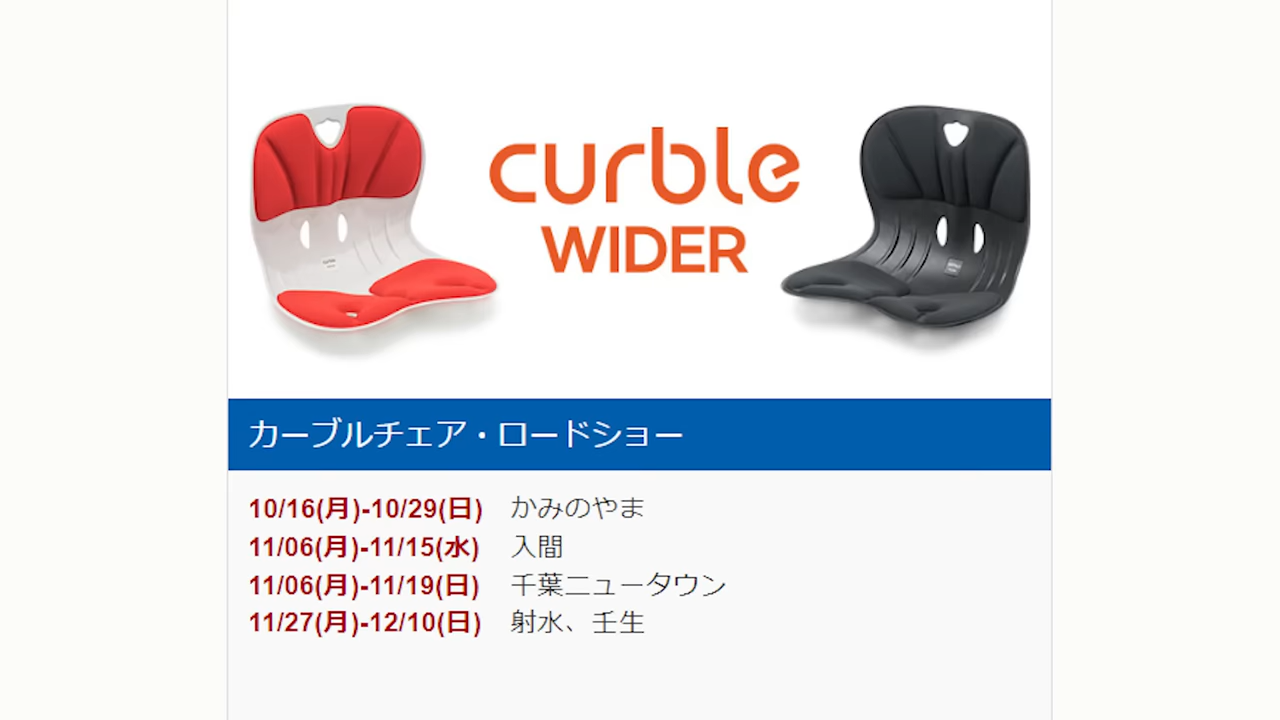 curble
WIDER
カーブルチェア・ロードショー
10/16(月)-10/29(日) かみのやま
11/06(月)-11/15(水) 入間
11/06(月)-11/19(日) 千葉ニュータウン
11/27(月)-12/10(日) 射水、壬生